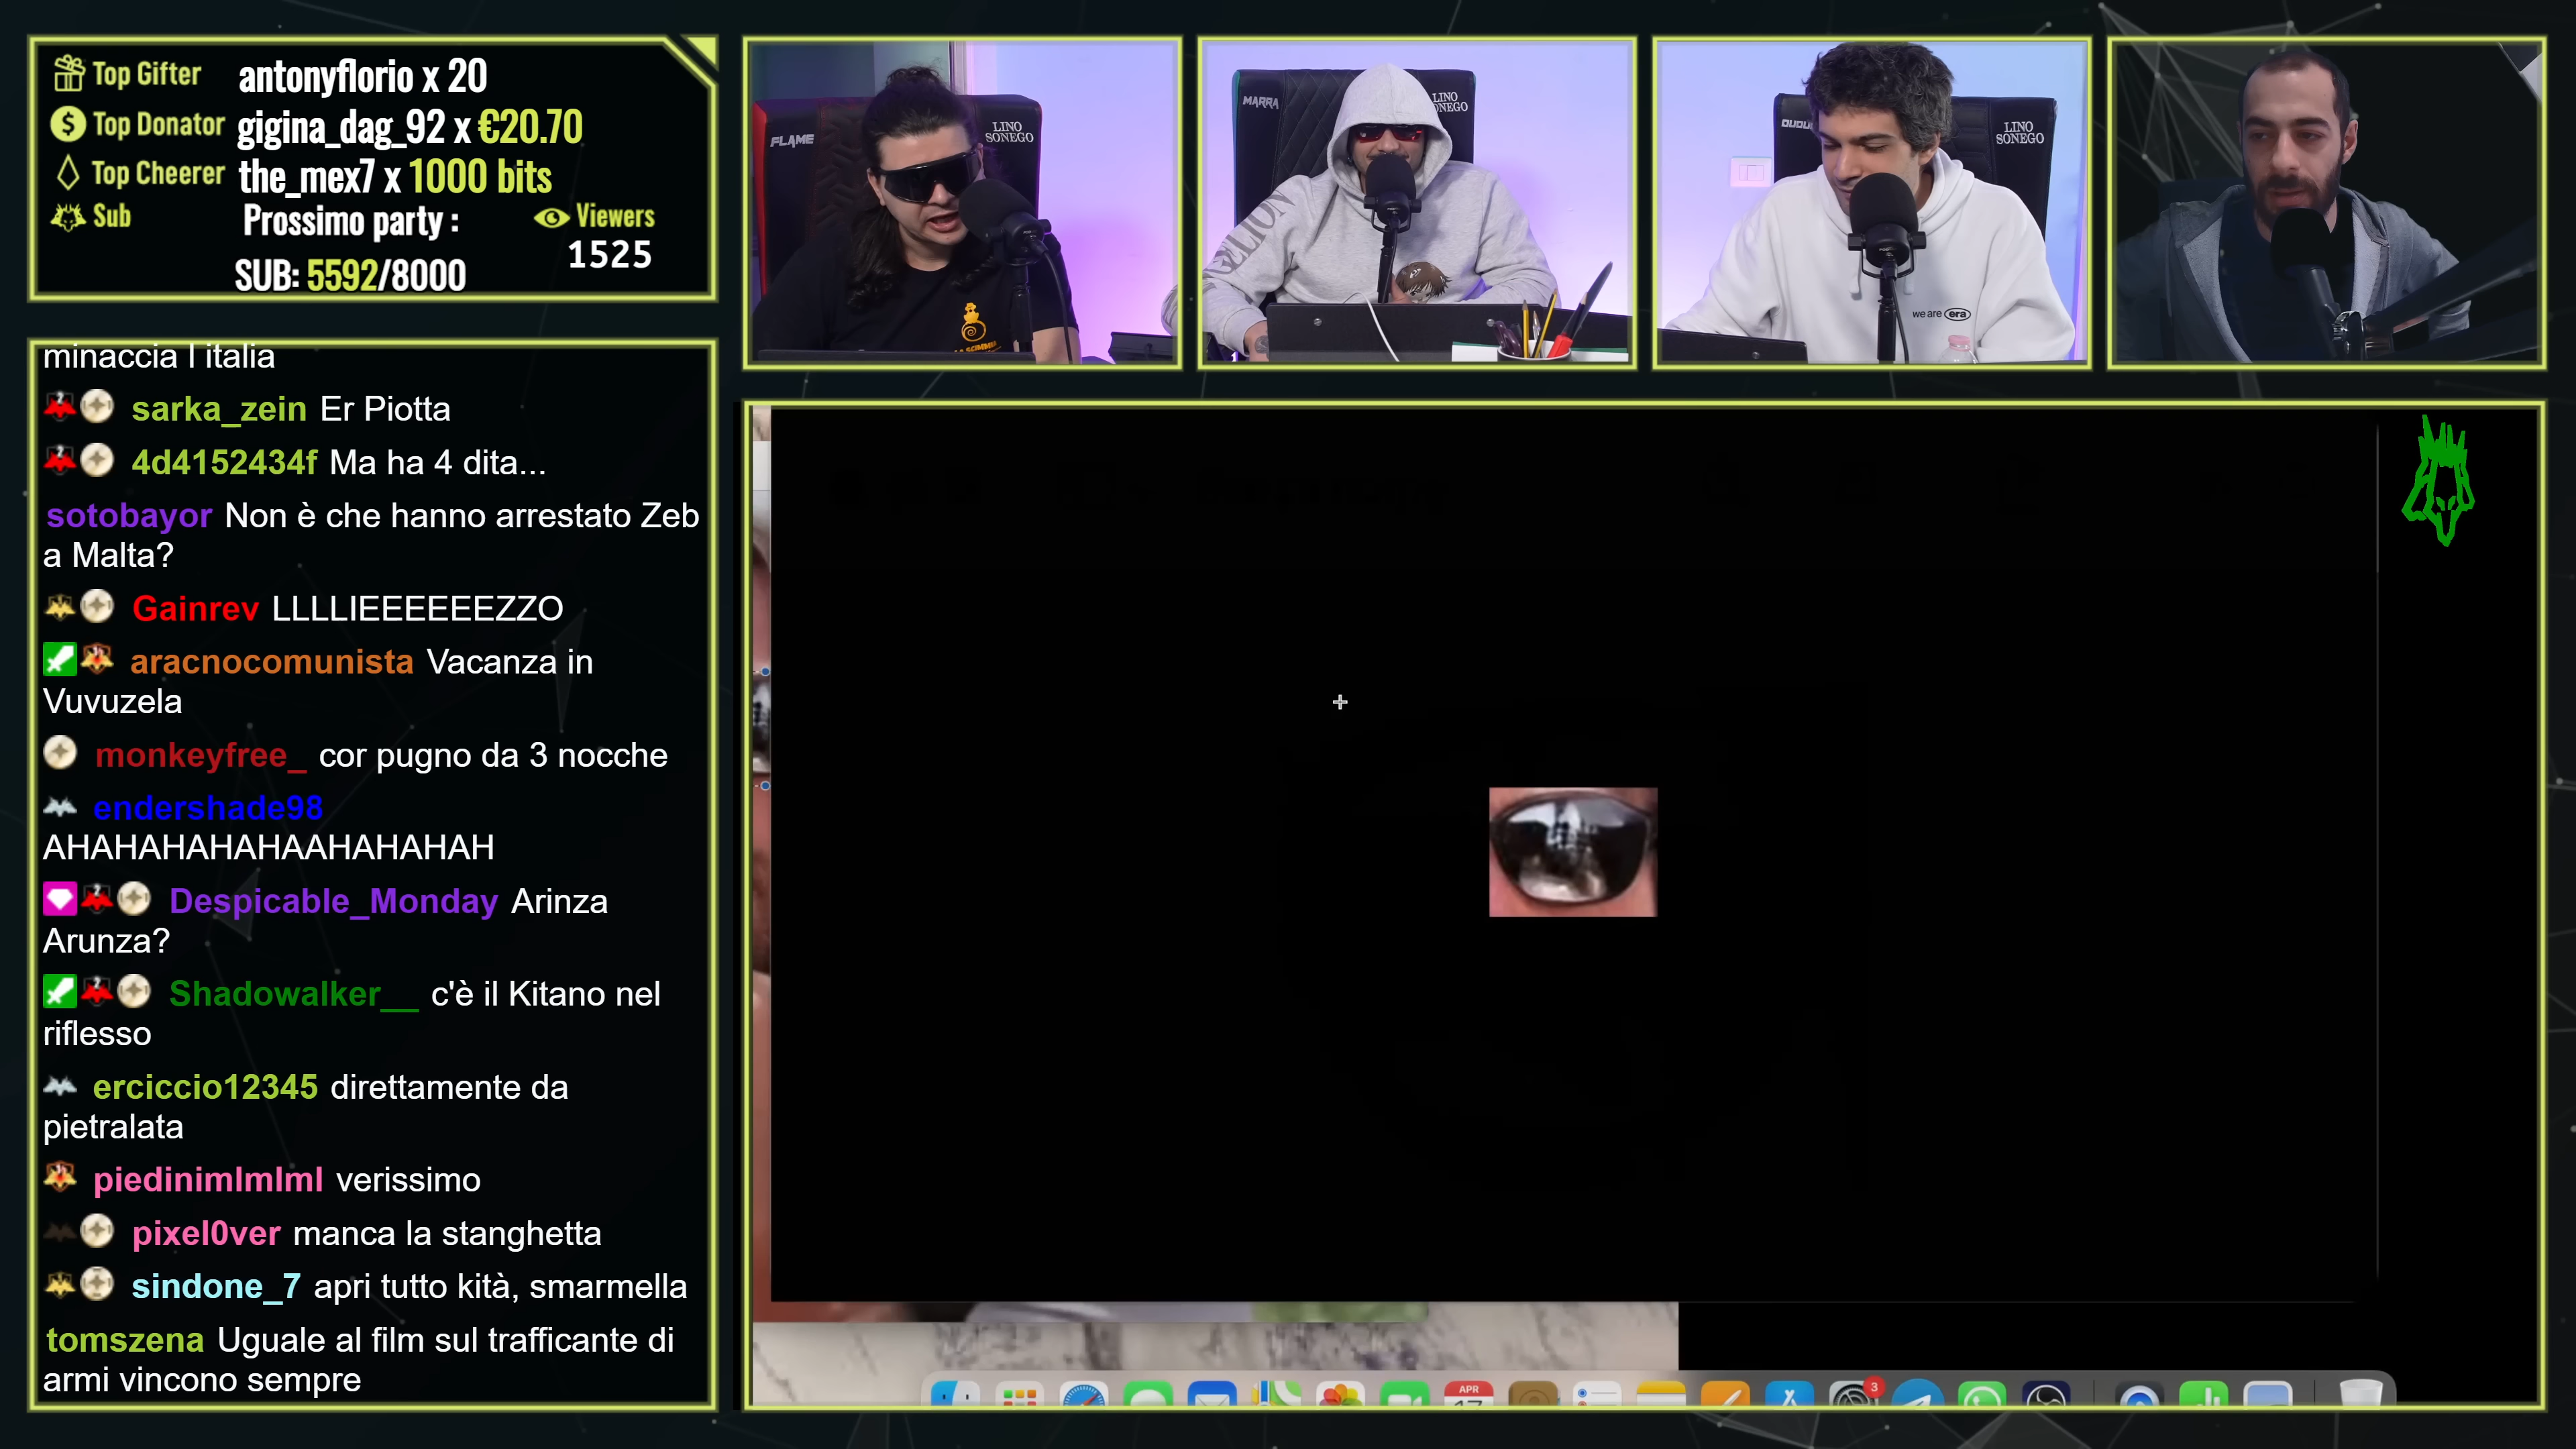 Top Gifter antonyflorio x 20
Top Donator gigina_dag_92 x €20.70
Top Cheerer the_mex7 x 1000 bits
Sub Prossimo party : Viewers
1525
SUB: 5592/8000
FLAME
LINO
SONEGO
MARRA
LINO
SONEGO
LINO
SONEGO
we are era
minaccia l italia
sarka_zein Er Piotta
4d4152434f Ma ha 4 dita...
sotobayor Non è che hanno arrestato Zeb
a Malta?
Gainrev LLLLIEEEEEEZZO
aracnocomunista Vacanza in
Vuvuzela
monkeyfree_ cor pugno da 3 nocche
endershade98
AHAHAHAHAHAAHAHAHAH
Despicable_Monday Arinza
Arunza?
Shadowalker__ c'è il Kitano nel
riflesso
erciccio12345 direttamente da
pietralata
piedinimlmlml verissimo
pixel0ver manca la stanghetta
sindone_7 apri tutto kità, smarmella
tomszena Uguale al film sul trafficante di
armi vincono sempre
APR
17
3